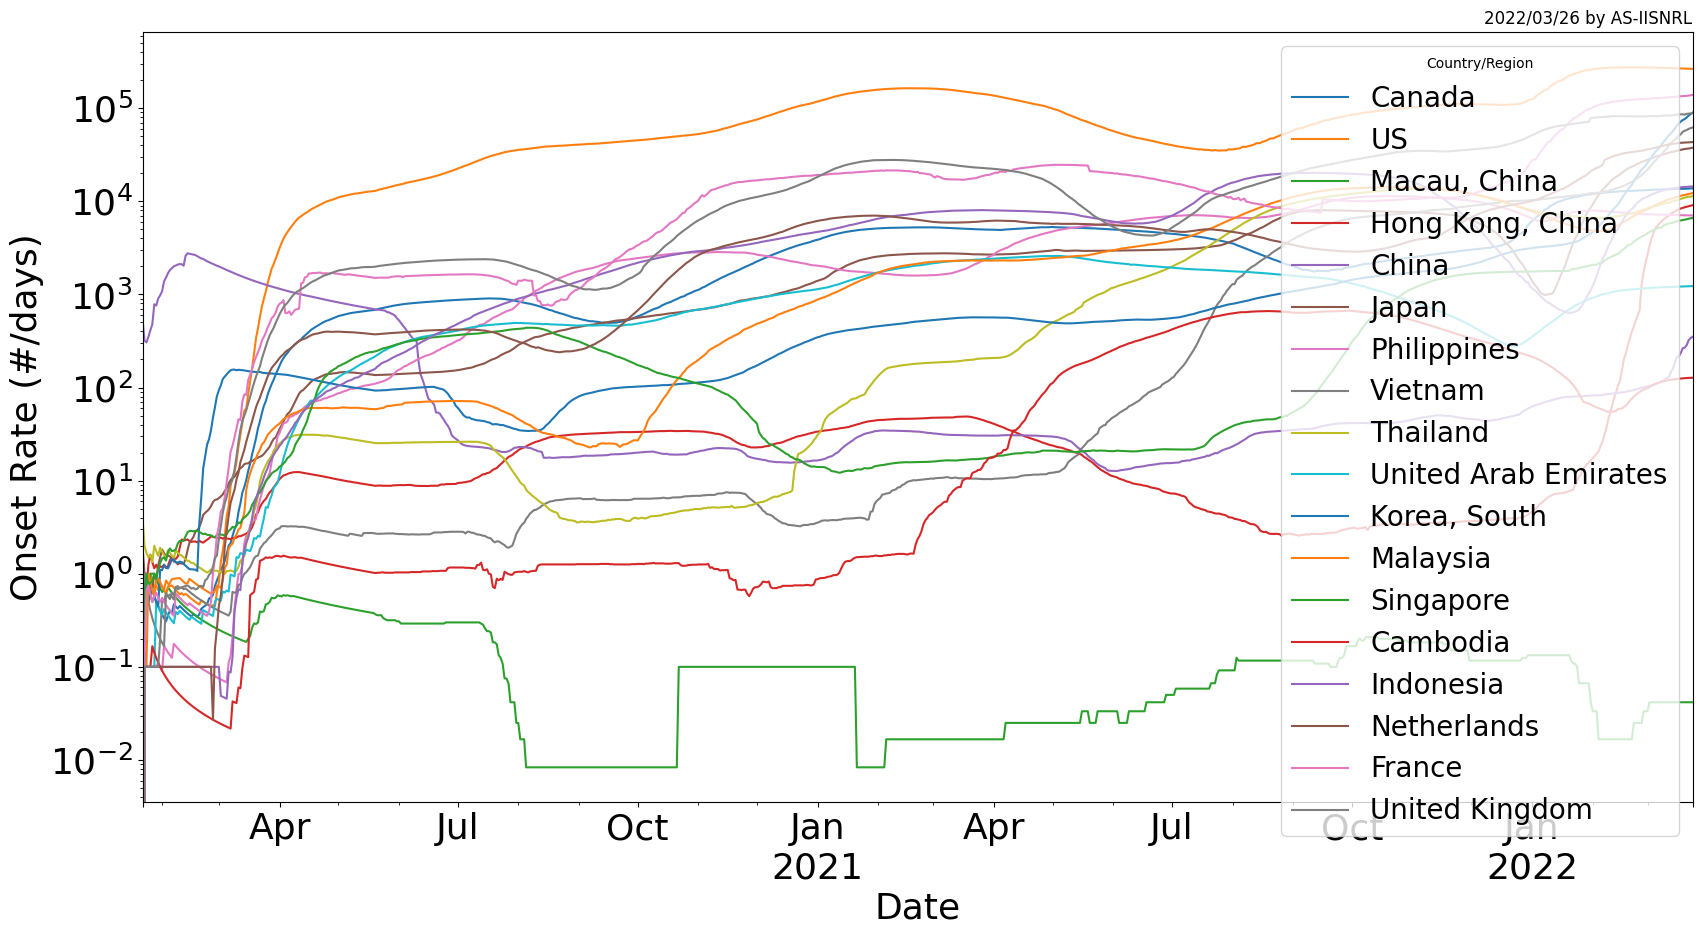 2022/03/26 by AS-IISNRL
Onset Rate (#/days)
10^5
10^4
10^3
10^2
10^1
10^0
10^−1
10^−2
Country/Region
Canada
US
Macau, China
Hong Kong, China
China
Japan
Philippines
Vietnam
Thailand
United Arab Emirates
Korea, South
Malaysia
Singapore
Cambodia
Indonesia
Netherlands
France
United Kingdom
Apr Jul Oct Jan Apr Jul Oct Jan
2021 2022
Date